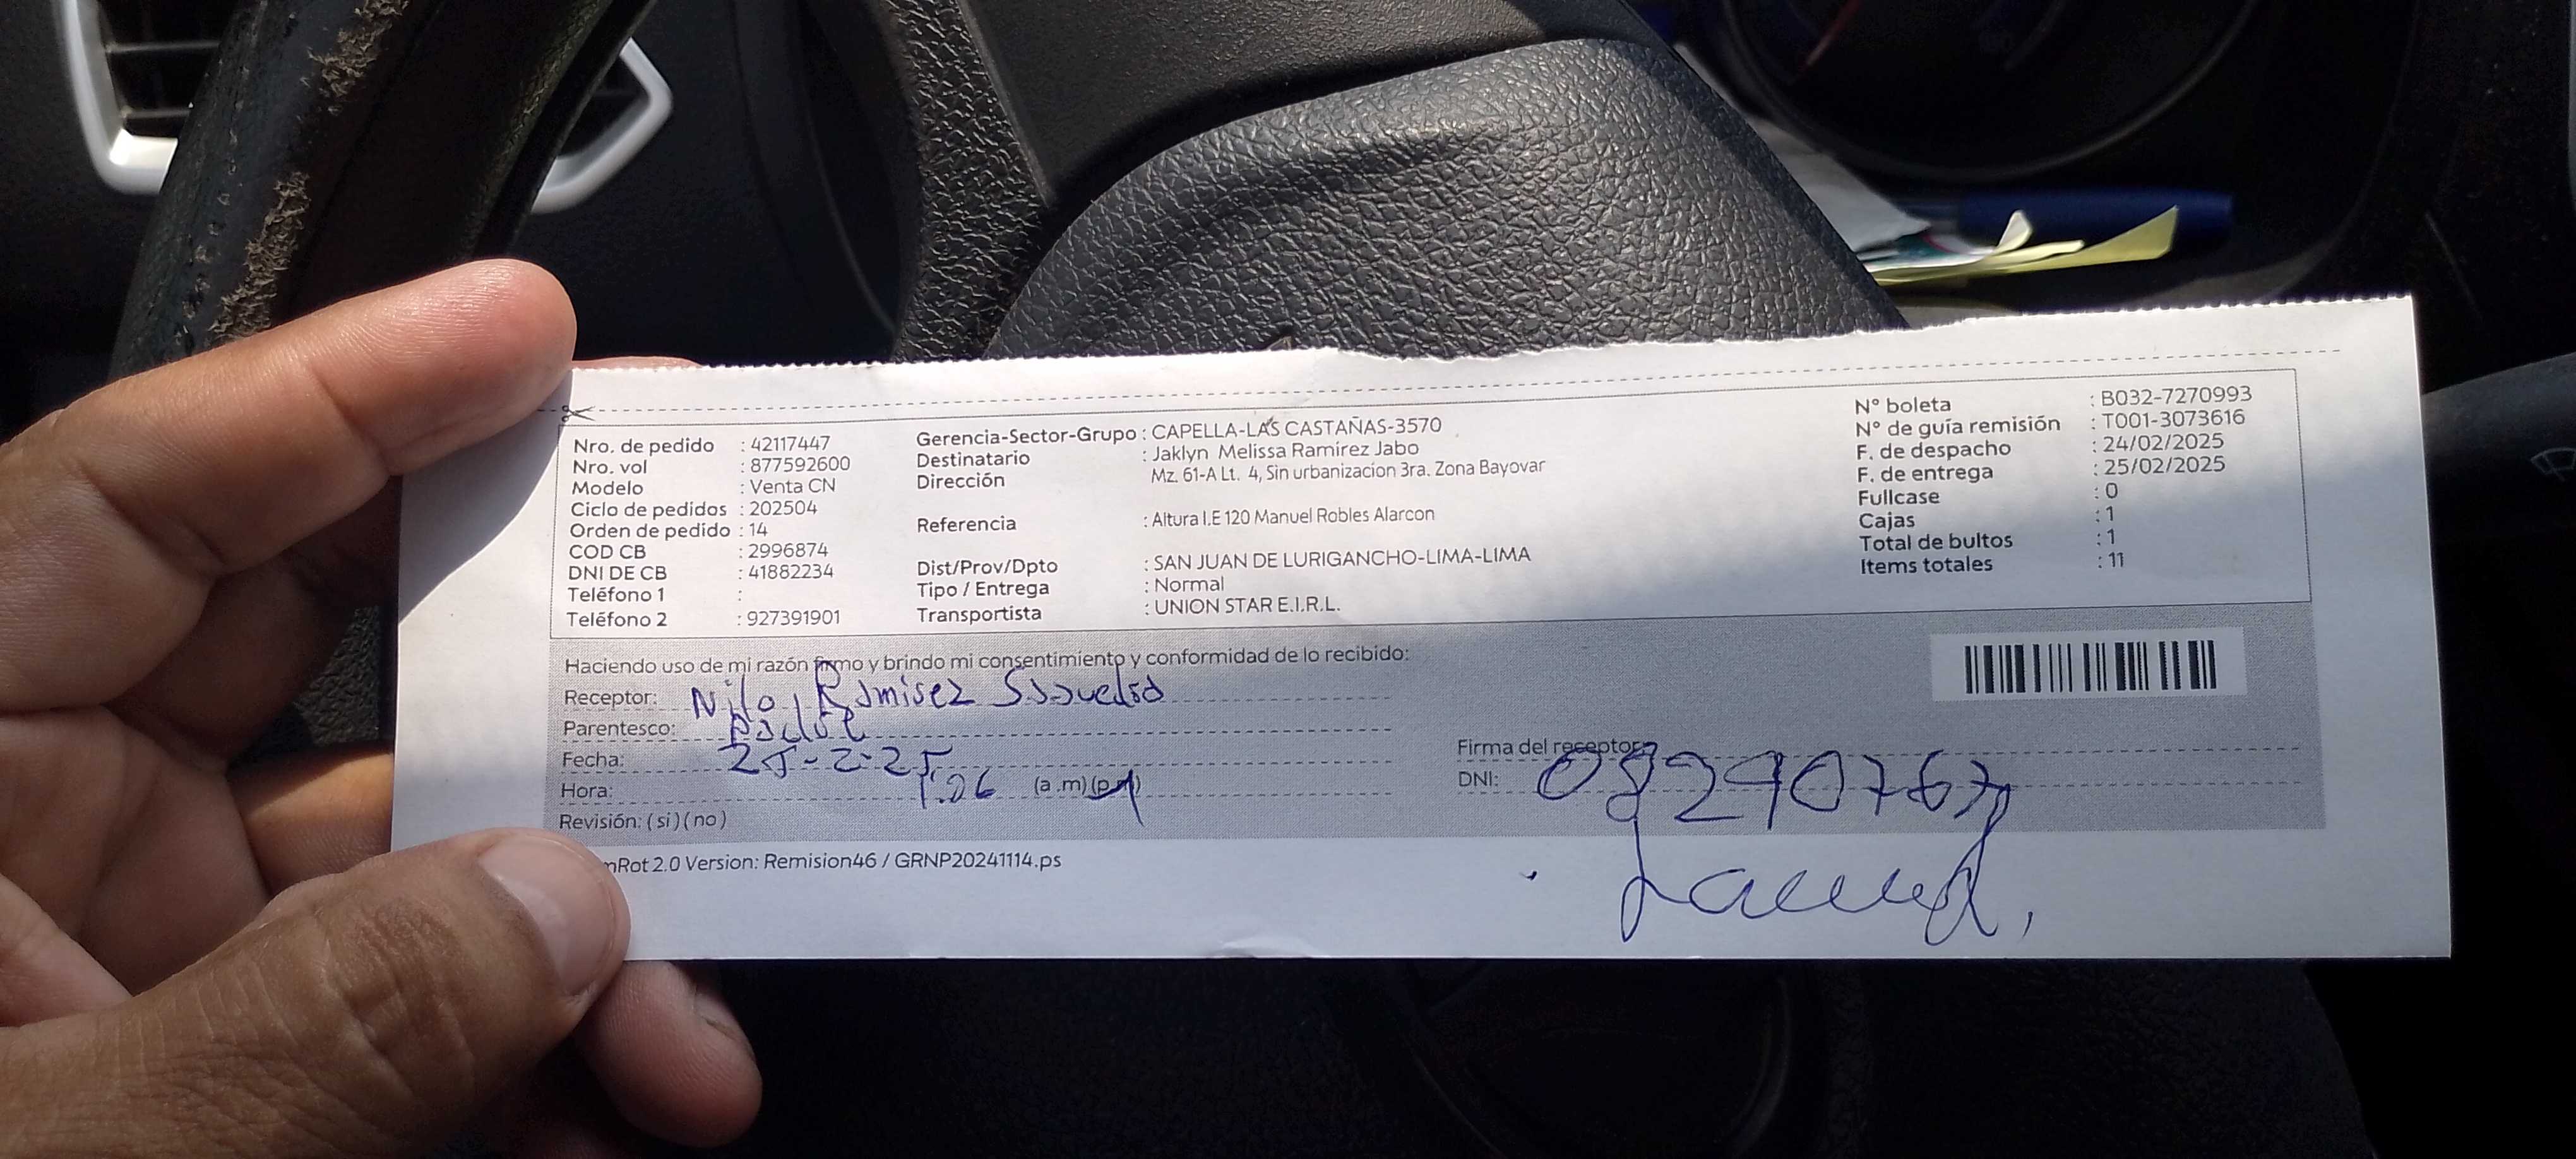 Nro. de pedido : 42117447
Nro. vol : 877592600
Modelo : Venta CN
Ciclo de pedidos : 202504
Orden de pedido : 14
COD CB : 2996874
DNI DE CB : 41882234
Teléfono 1 :
Teléfono 2 : 927391901
Gerencia-Sector-Grupo : CAPELLA-LAS CASTAÑAS-3570
Destinatario : Jaklyn Melissa Ramirez Jabo
Dirección Mz. 61-A Lt. 4, Sin urbanizacion 3ra. Zona Bayovar
Referencia : Altura I.E 120 Manuel Robles Alarcon
Dist/Prov/Dpto : SAN JUAN DE LURIGANCHO-LIMA-LIMA
Tipo / Entrega : Normal
Transportista : UNION STAR E.I.R.L.
N° boleta : B032-7270993
N° de guía remisión : T001-3073616
F. de despacho : 24/02/2025
F. de entrega : 25/02/2025
Fullcase : 0
Cajas : 1
Total de bultos : 1
Items totales : 11
Haciendo uso de mi razón firmo y brindo mi consentimiento y conformidad de lo recibido:
Receptor: Nilo Ramirez
Parentesco: Padre
Fecha: 25-2-25
Hora: 1:06 (a .m) (p.m)
Revisión: ( si ) ( no )
Firma del receptor:
DNI:
mRot 2.0 Version: Remision46 / GRNP20241114.ps